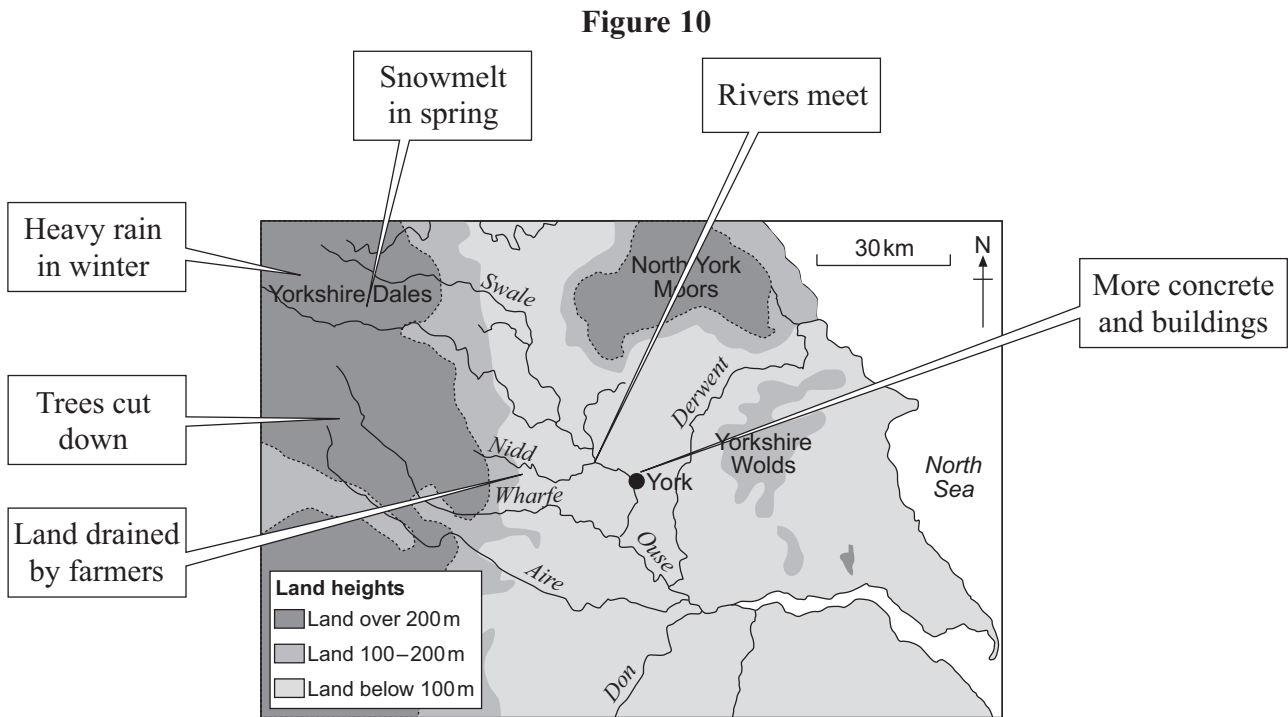 Figure 10
Snowmelt
in spring
Rivers meet
Heavy rain
in winter
More concrete
and buildings
Trees cut
down
Land drained
by farmers
30 km
N
Yorkshire Dales
Swale
North York
Moors
Derwent
Nidd
Wharfe
York
Yorkshire
Wolds
North
Sea
Ouse
Aire
Don
Land heights
Land over 200 m
Land 100–200 m
Land below 100 m